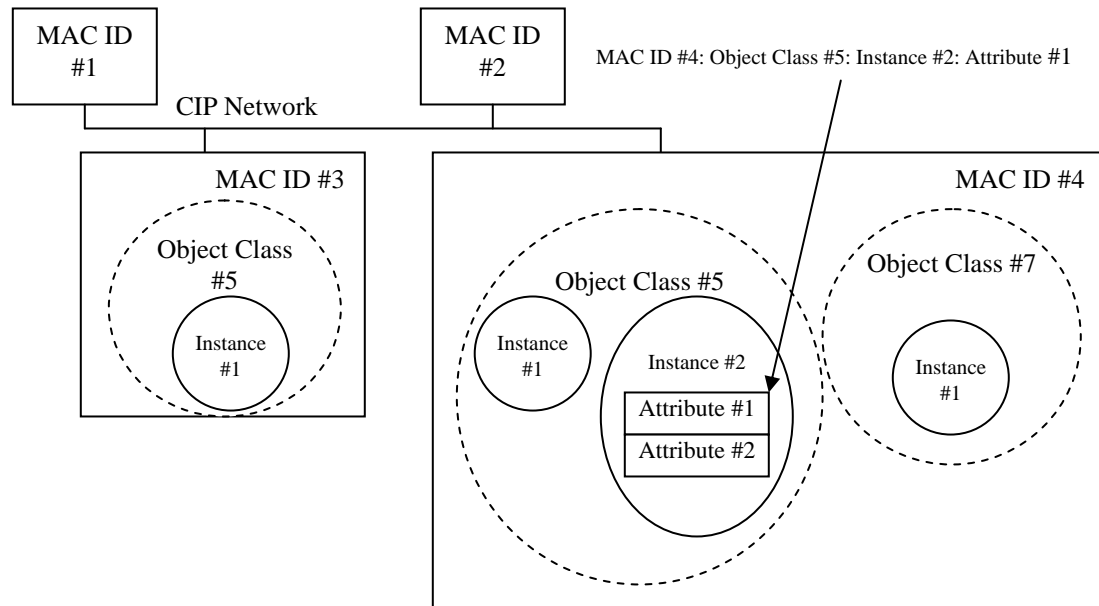 MAC ID
#1
MAC ID
#2
MAC ID #4: Object Class #5: Instance #2: Attribute #1
CIP Network
MAC ID #3
Object Class
#5
Instance
#1
MAC ID #4
Object Class #5
Instance
#1
Instance #2
Attribute #1
Attribute #2
Object Class #7
Instance
#1